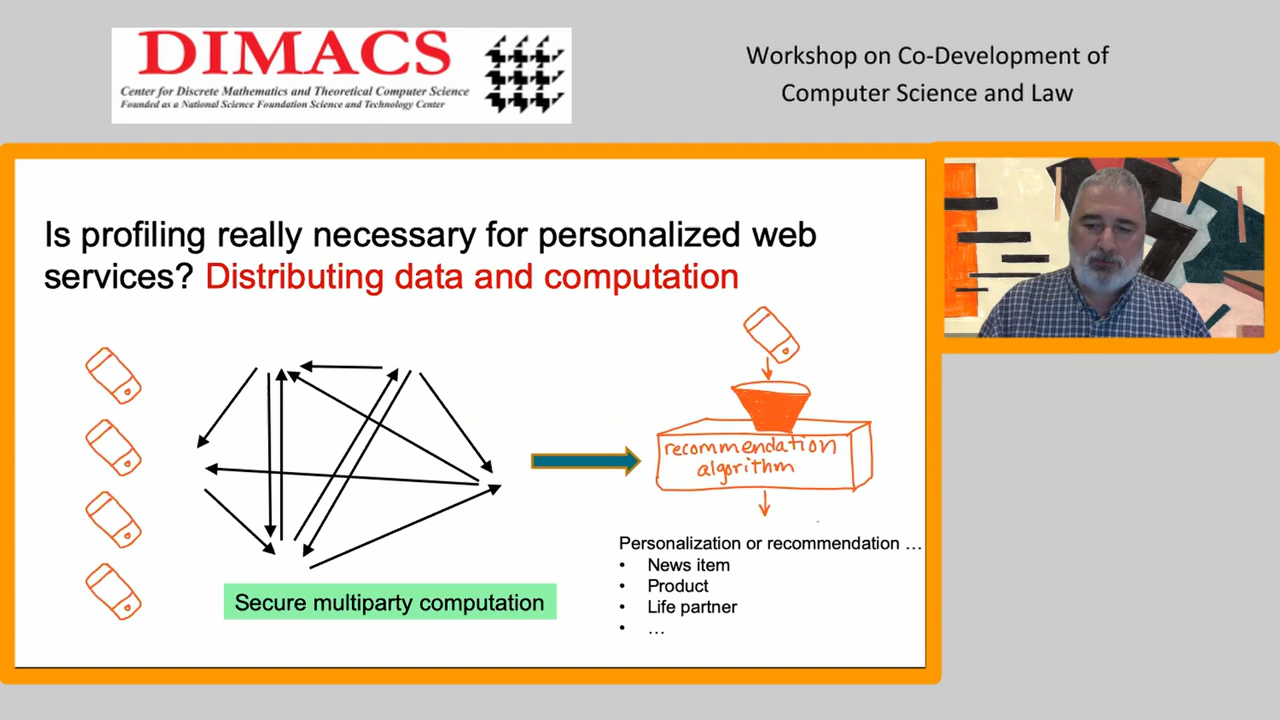 DIMACS
Center for Discrete Mathematics and Theoretical Computer Science
Founded as a National Science Foundation Science and Technology Center
Workshop on Co-Development of
Computer Science and Law
Is profiling really necessary for personalized web
services? Distributing data and computation
recommendation
algorithm
Secure multiparty computation
Personalization or recommendation …
• News item
• Product
• Life partner
• …